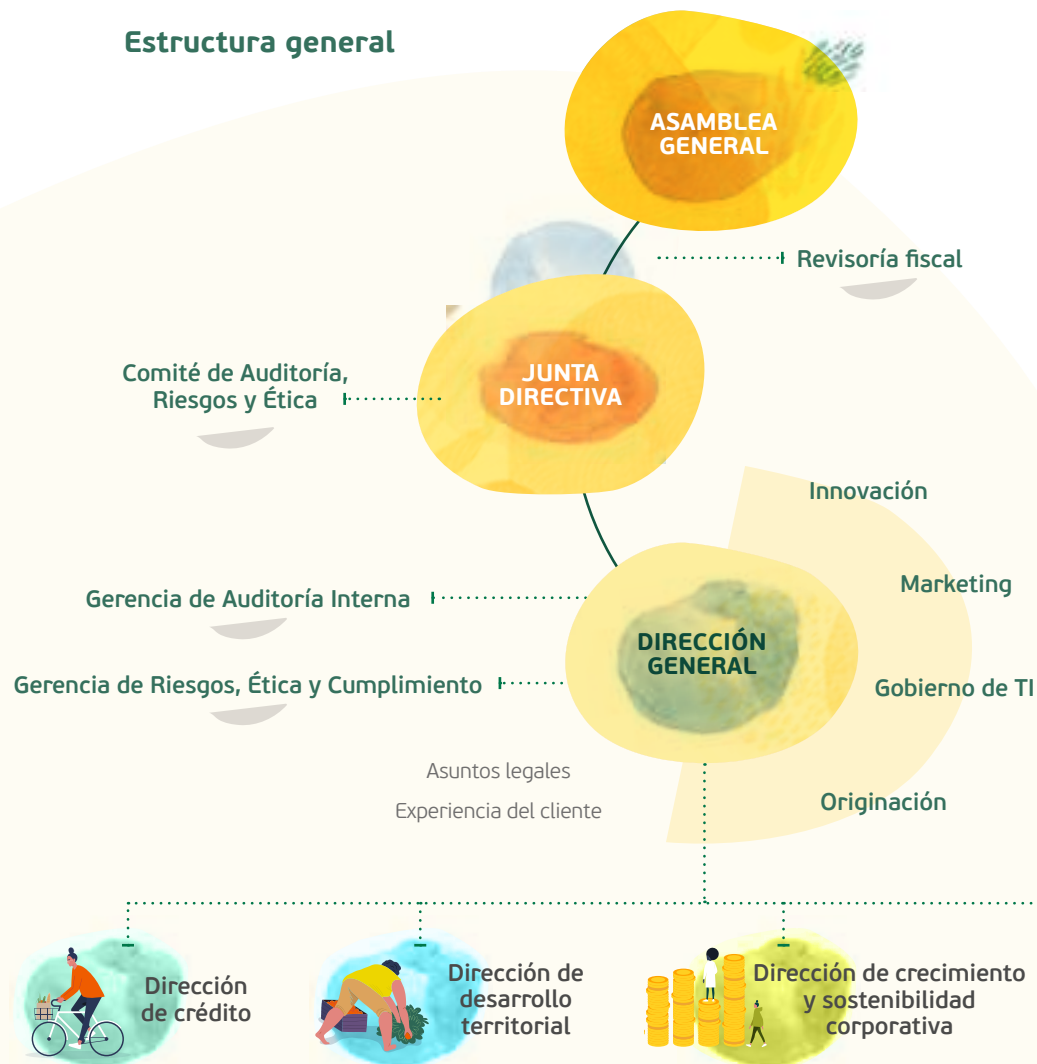 Estructura general
ASAMBLEA
GENERAL
Revisoría fiscal
JUNTA
DIRECTIVA
Comité de Auditoría,
Riesgos y Ética
Innovación
Marketing
Gerencia de Auditoría Interna
DIRECCIÓN
GENERAL
Gerencia de Riesgos, Ética y Cumplimiento
Gobierno de TI
Asuntos legales
Experiencia del cliente
Originación
Dirección
de crédito
Dirección de
desarrollo
territorial
Dirección de crecimiento
y sostenibilidad
corporativa